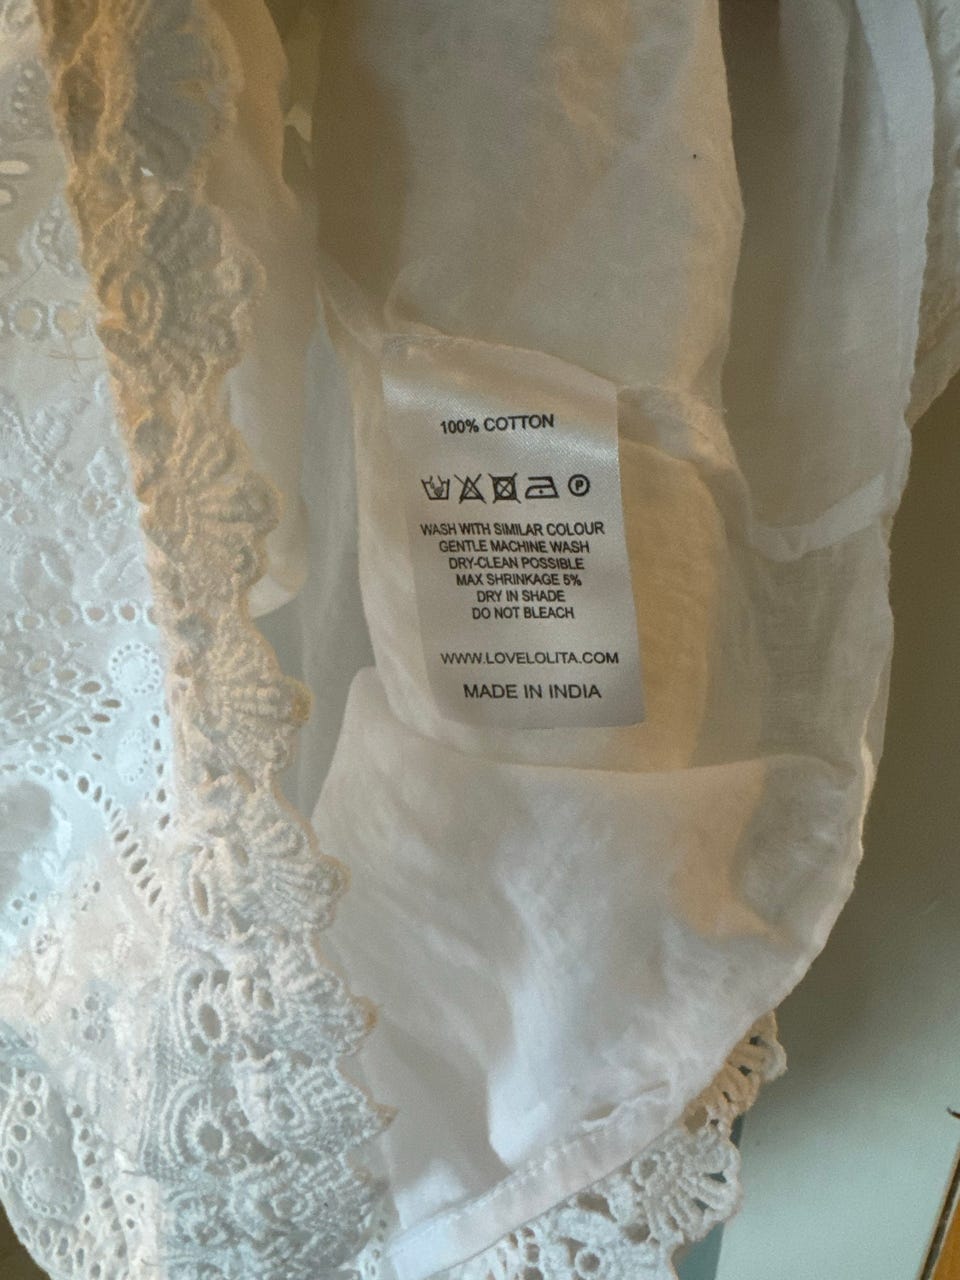 100% COTTON
P
WASH WITH SIMILAR COLOUR
GENTLE MACHINE WASH
DRY-CLEAN POSSIBLE
MAX SHRINKAGE 5%
DRY IN SHADE
DO NOT BLEACH
WWW.LOVELOLITA.COM
MADE IN INDIA